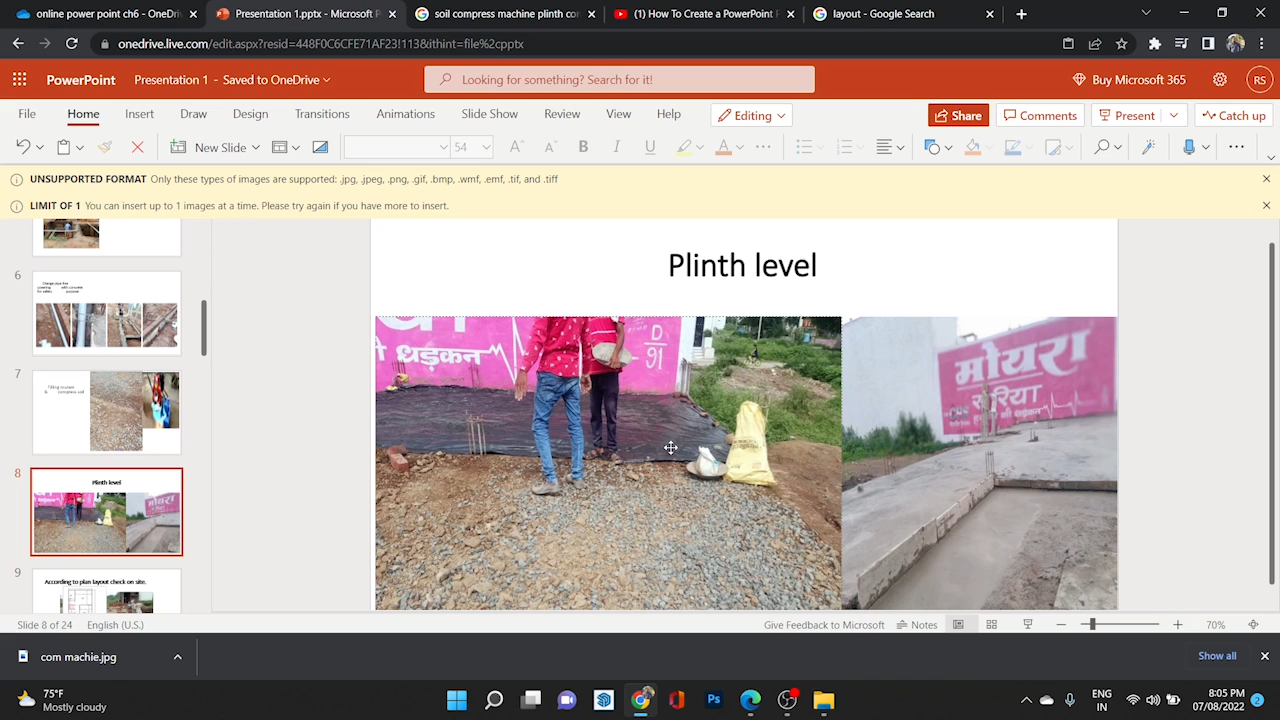 online - OneDrive
1.pptx - Microsoft P
soil compress machine plinth con
(1) How To Create a PowerPoint P
layout - Google Search
onedrive.live.com/edit.aspx?resid=448F0C6CFE71AF23!113&ithint=file%2cpptx
PowerPoint
Presentation 1 - Saved to OneDrive
Looking for something? Search for it!
Buy Microsoft 365
RS
File
Home
Insert
Draw
Design
Transitions
Animations
Slide Show
Review
View
Help
Editing
Share
Comments
Present
Catch up
New Slide
54
B
I
U
UNSUPPORTED FORMAT Only these types of images are supported: .jpg, .jpeg, .png, .gif, .bmp, .wmf, .emf, .tif, and .tiff
LIMIT OF 1 You can insert up to 1 images at a time. Please try again if you have more to insert.
6
7
8
Plinth level
9
According to plan layout check on site.
Plinth level
धड़कन
D
91
मोयरा
सरिया
Slide 8 of 24
English (U.S.)
Give Feedback to Microsoft
Notes
70%
com machie.jpg
Show all
75°F
Mostly cloudy
Ps
ENG
IN
8:05 PM
07/08/2022
2